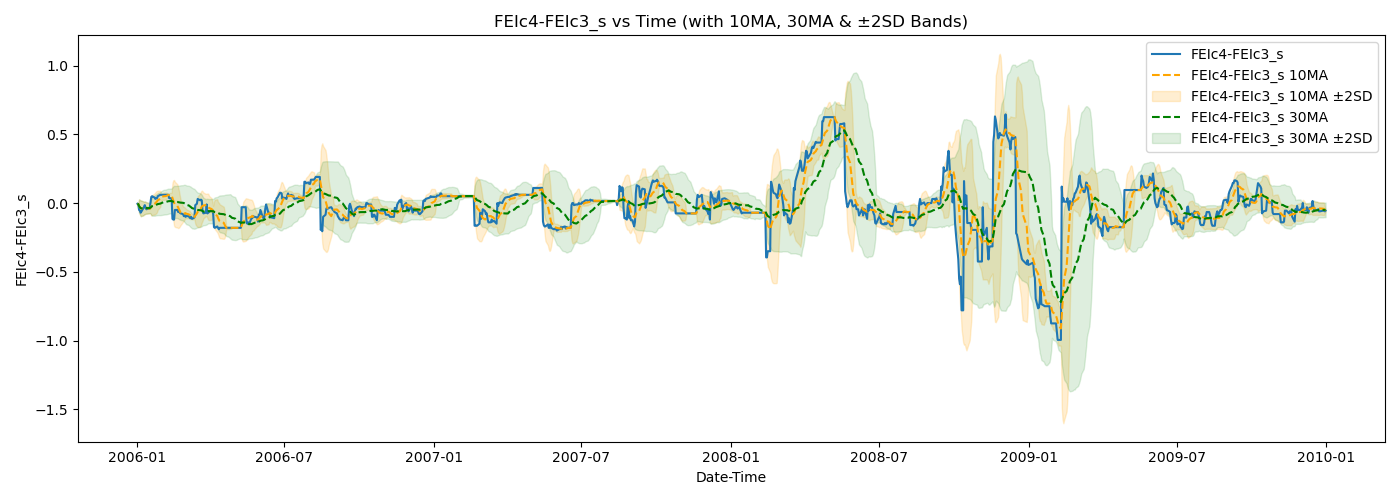 FEIc4-FEIc3_s vs Time (with 10MA, 30MA & ±2SD Bands)
FEIc4-FEIc3_s
FEIc4-FEIc3_s 10MA
FEIc4-FEIc3_s 10MA ±2SD
FEIc4-FEIc3_s 30MA
FEIc4-FEIc3_s 30MA ±2SD
FEIc4-FEIc3_s
1.0
0.5
0.0
−0.5
−1.0
−1.5
2006-01
2006-07
2007-01
2007-07
2008-01
2008-07
2009-01
2009-07
2010-01
Date-Time